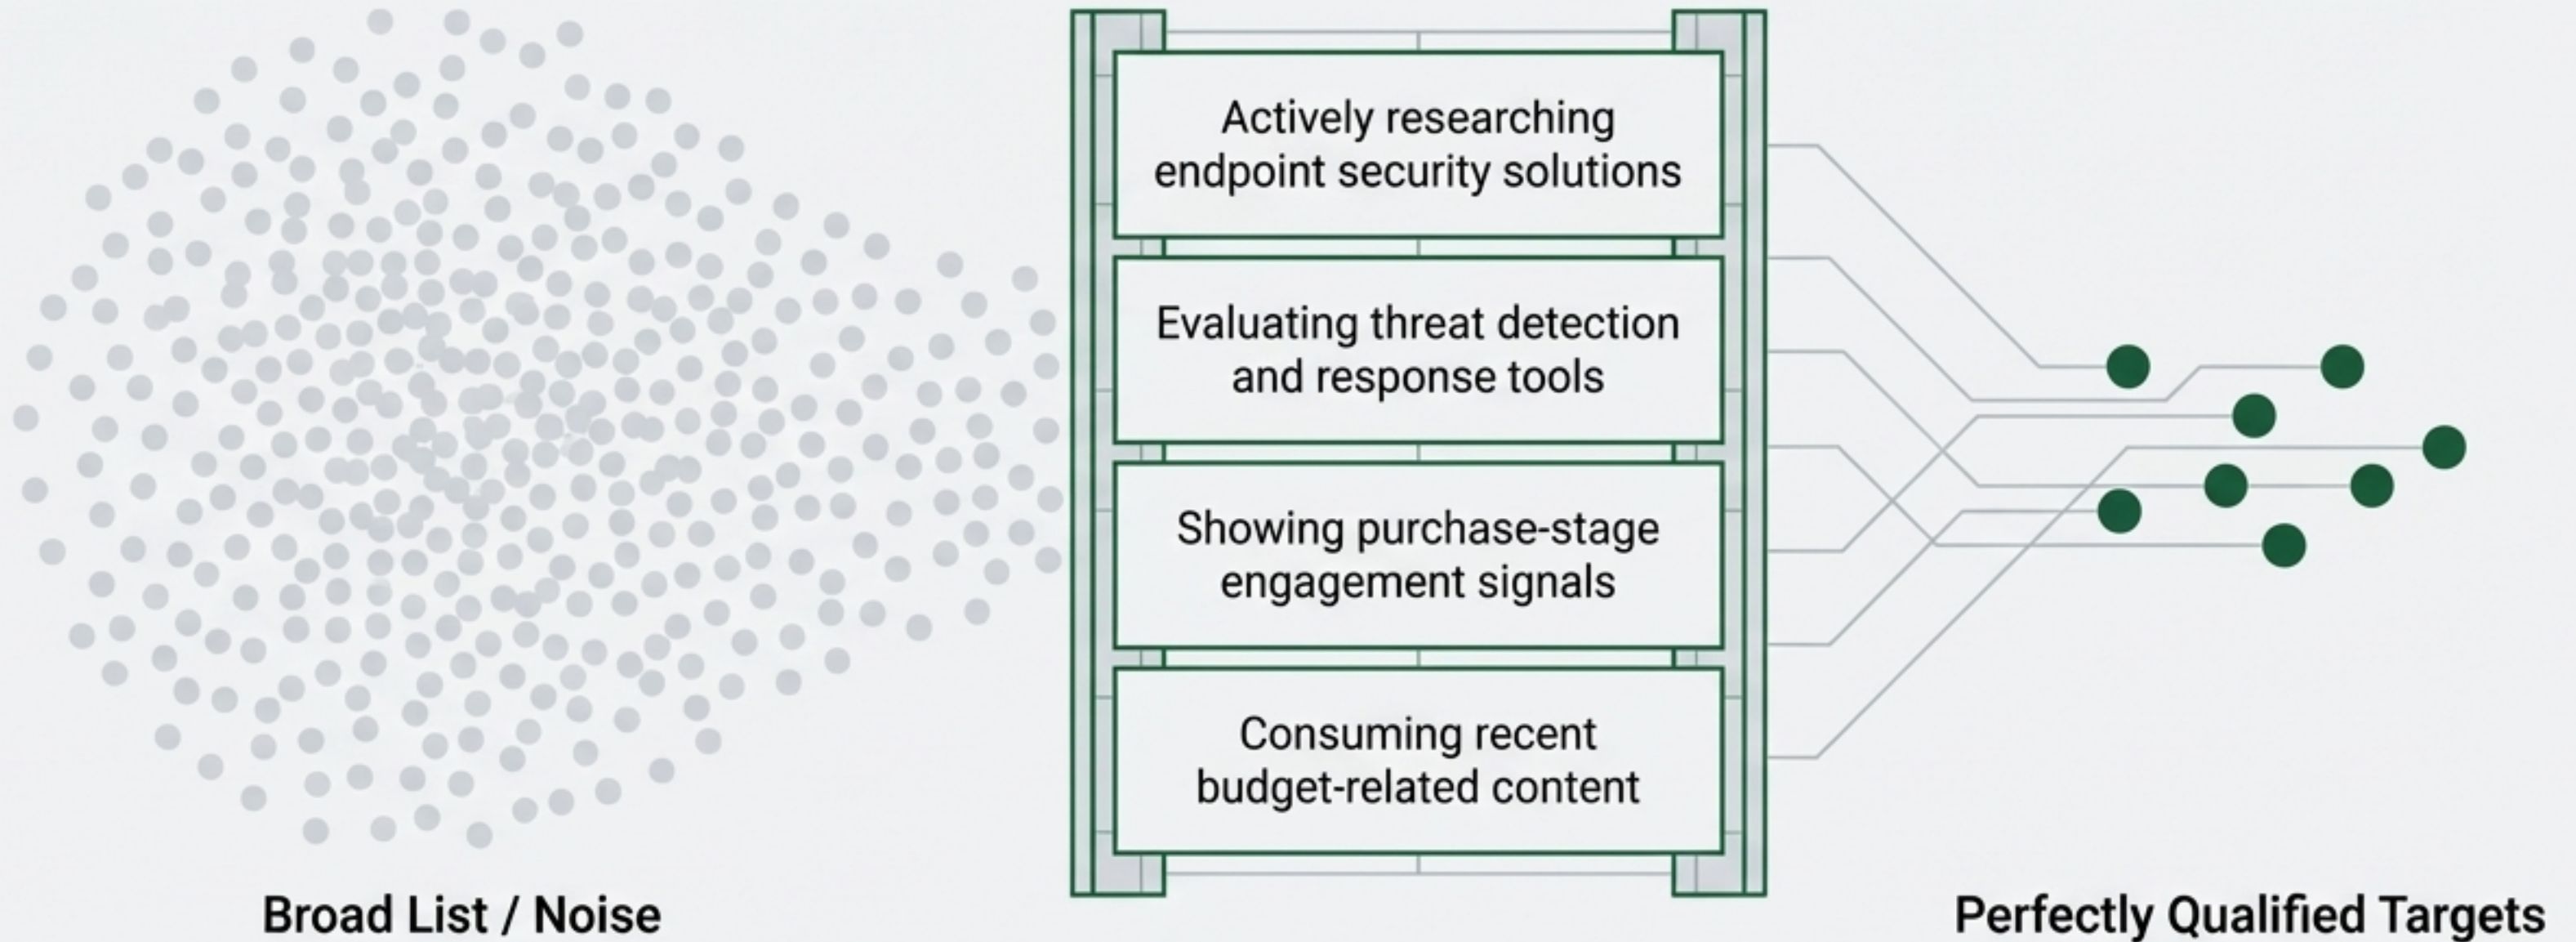 Actively researching
endpoint security solutions
Evaluating threat detection
and response tools
Showing purchase-stage
engagement signals
Consuming recent
budget-related content
Broad List / Noise
Perfectly Qualified Targets